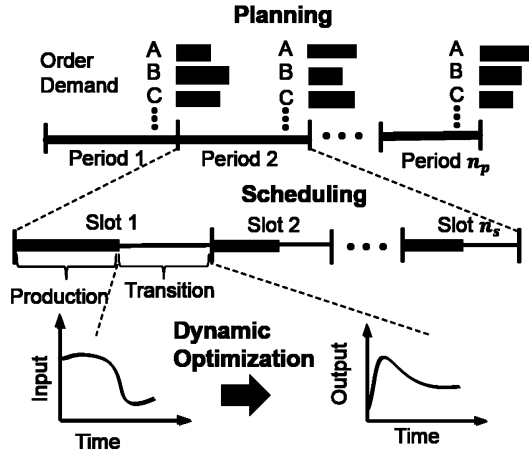 Planning
Order
Demand
A
B
C
A
B
C
A
B
C
Period 1
Period 2
Period n_p
Scheduling
Slot 1
Slot 2
Slot n_s
Production
Transition
Dynamic
Optimization
Input
Time
Output
Time